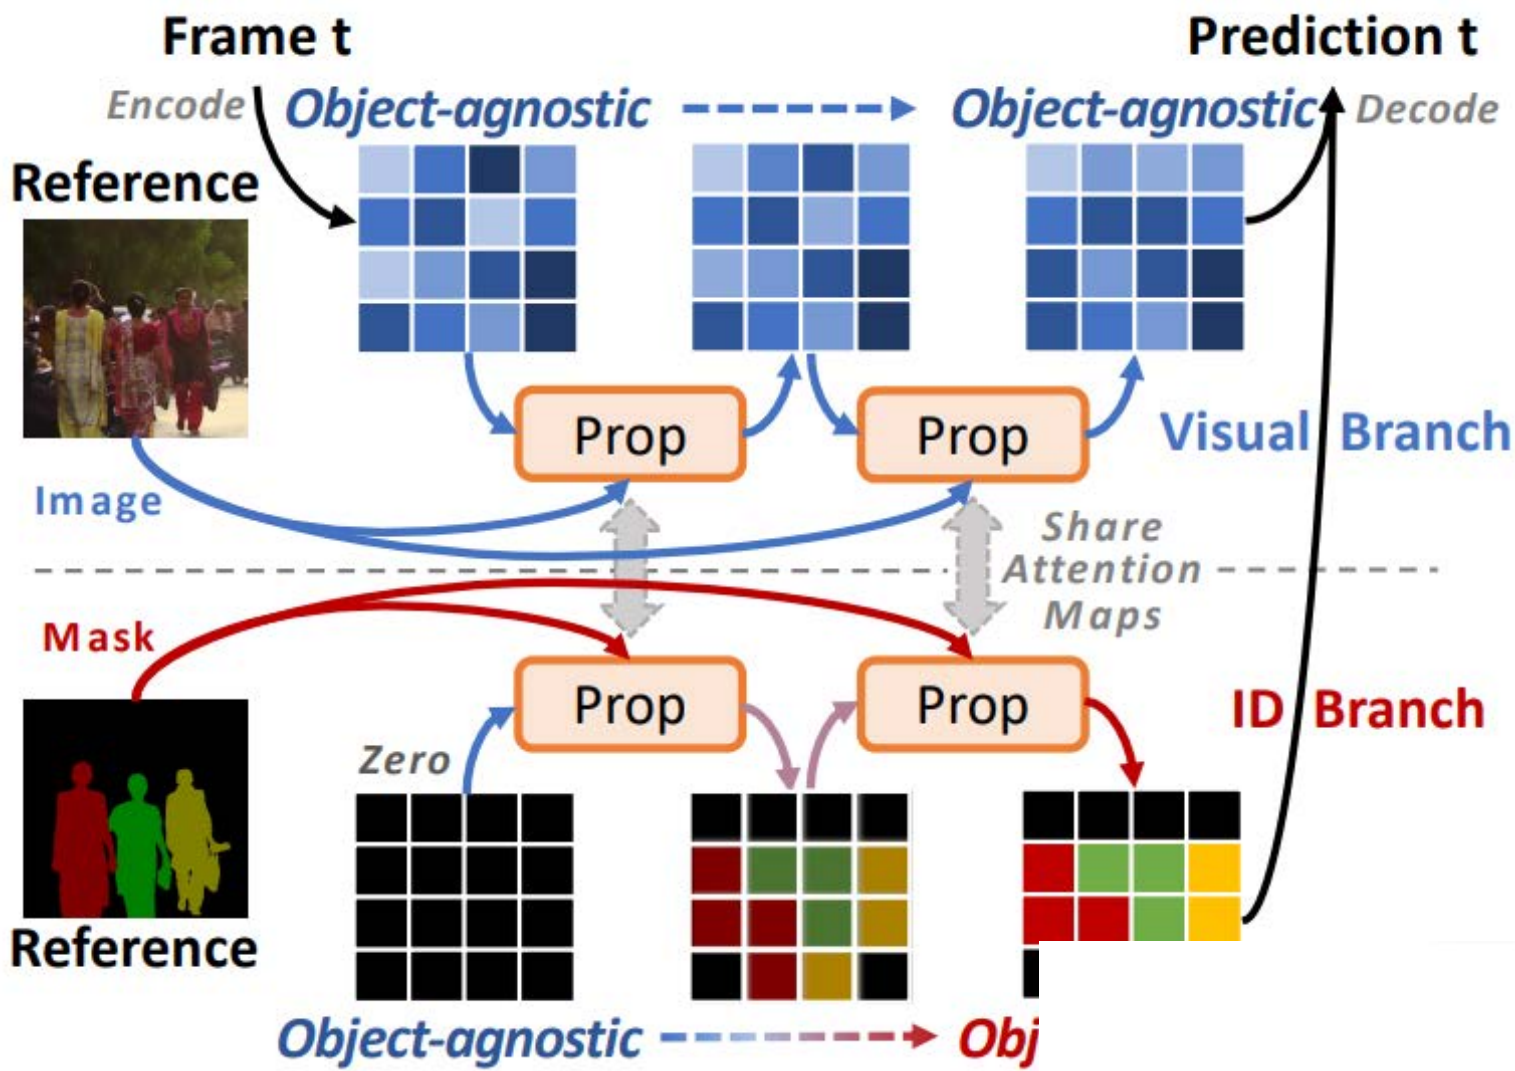 Frame t
Prediction t
Encode
Object-agnostic
Object-agnostic
Decode
Reference
Prop
Prop
Visual Branch
Image
Share
Attention
Maps
Mask
Prop
Prop
ID Branch
Zero
Reference
Object-agnostic
Obj